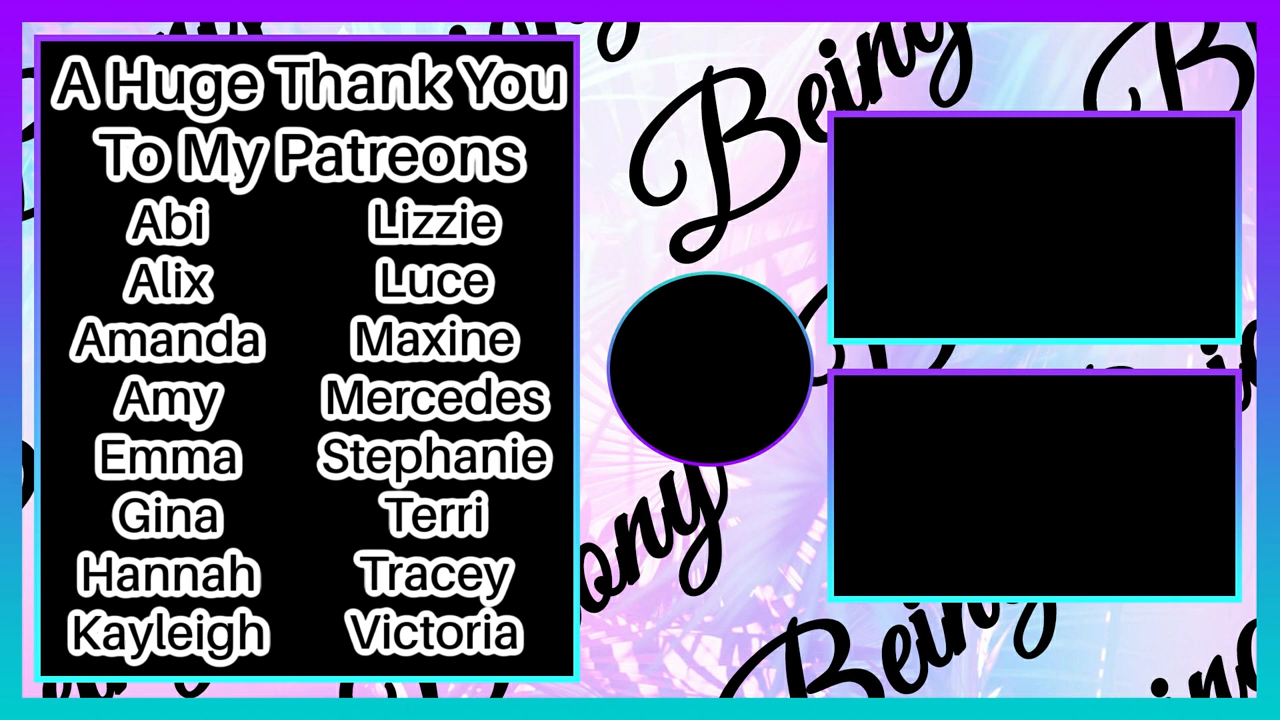 A Huge Thank You
To My Patreons
Abi Lizzie
Alix Luce
Amanda Maxine
Amy Mercedes
Emma Stephanie
Gina Terri
Hannah Tracey
Kayleigh Victoria
Being
Being